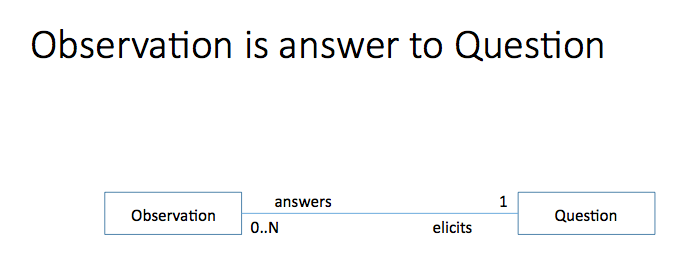 Observation is answer to Question
answers 1
Observation Question
0..N elicits